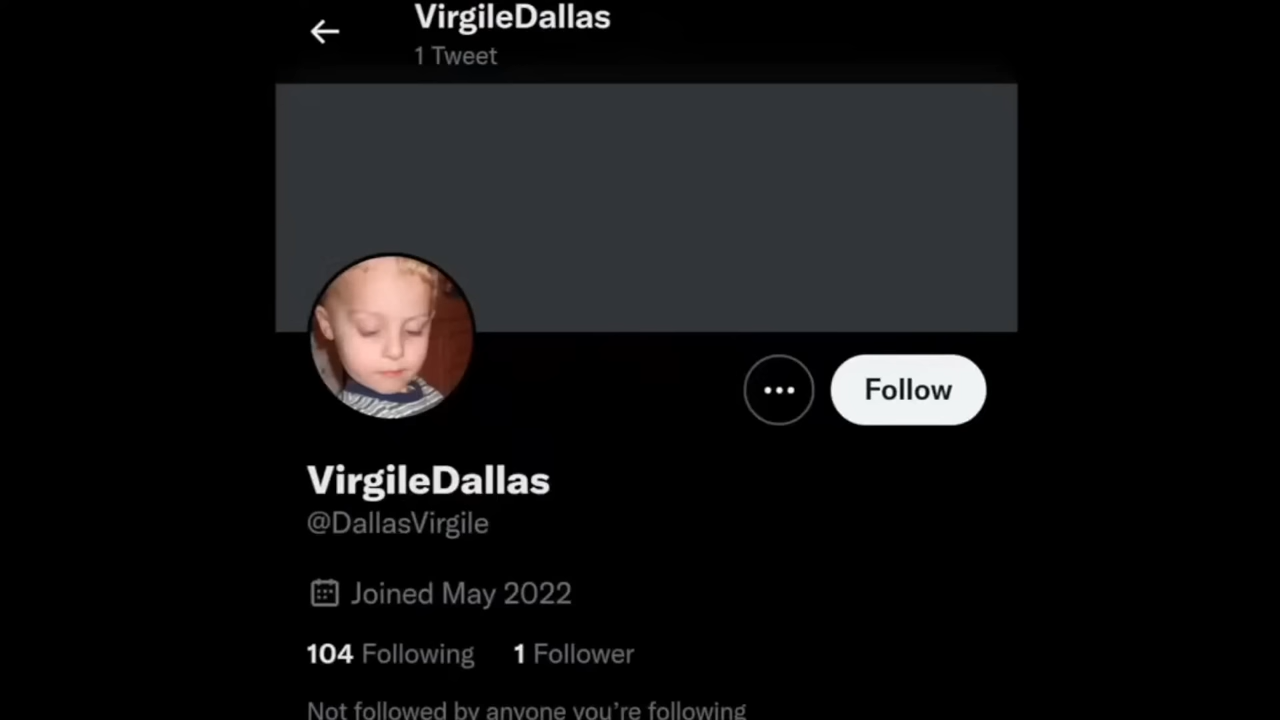 VirgileDallas
1 Tweet
Follow
VirgileDallas
@DallasVirgile
Joined May 2022
104 Following 1 Follower
Not followed by anyone you're following